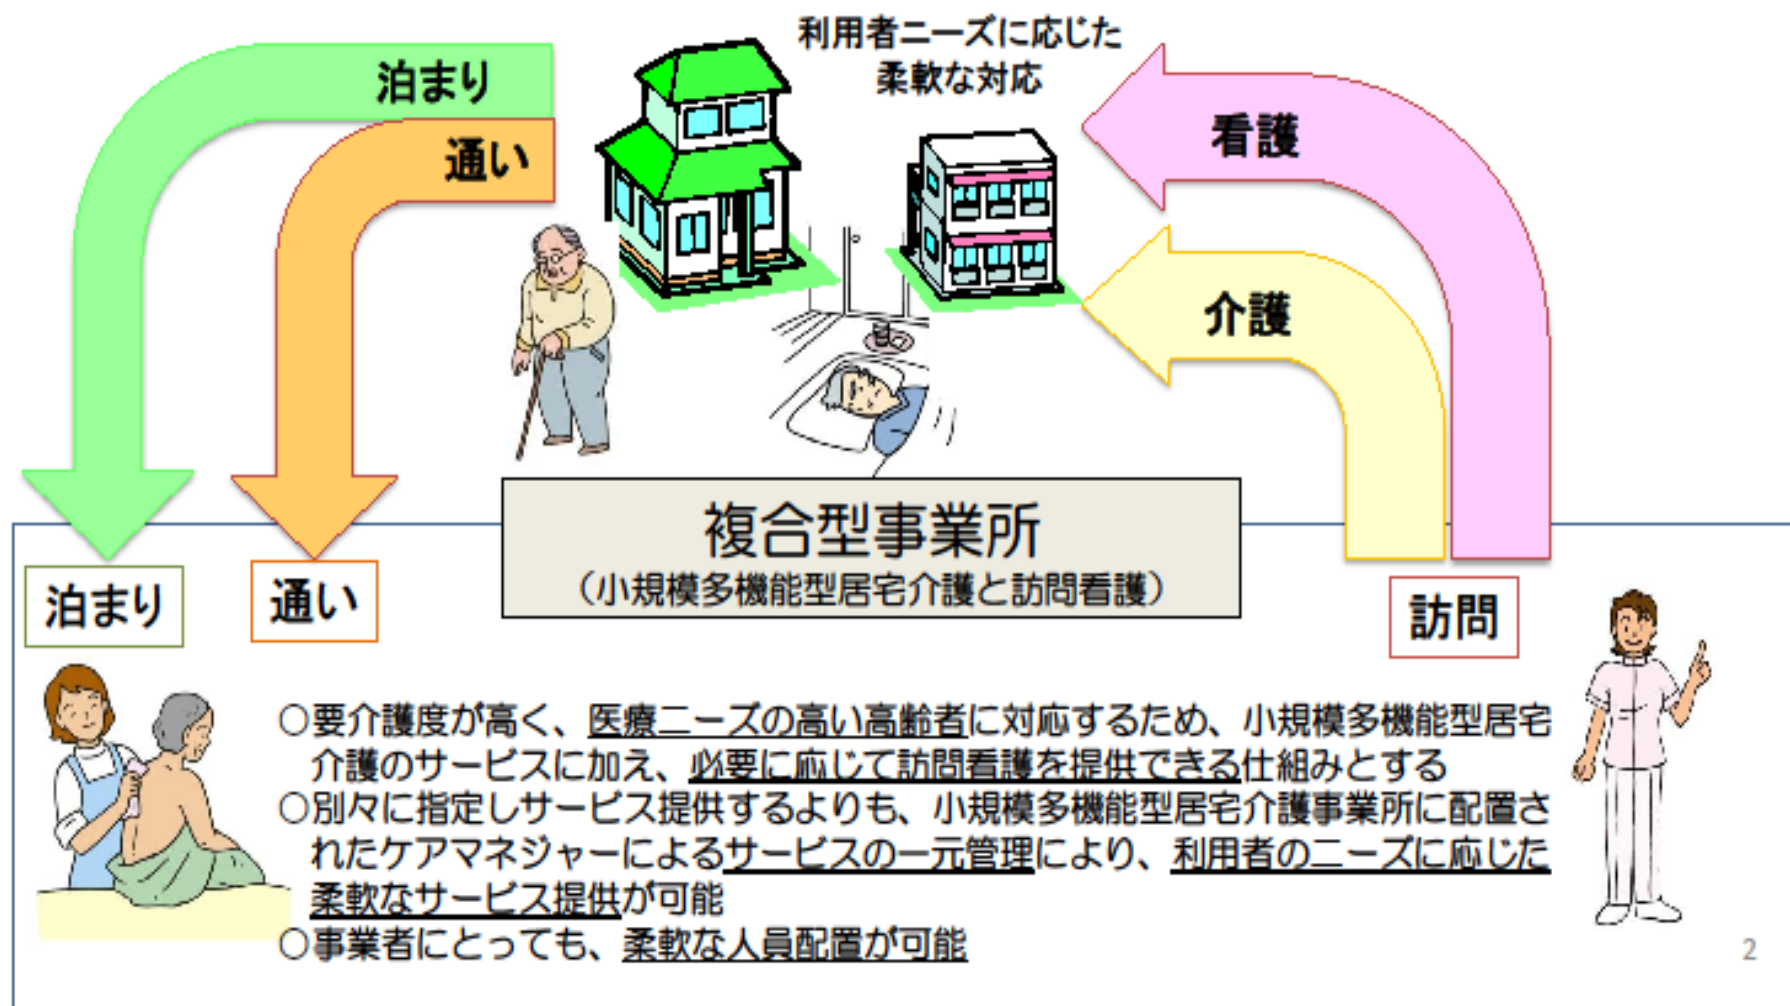 利用者ニーズに応じた
柔軟な対応
泊まり
通い
看護
介護
複合型事業所
（小規模多機能型居宅介護と訪問看護）
泊まり
通い
訪問
○要介護度が高く、医療ニーズの高い高齢者に対応するため、小規模多機能型居宅
介護のサービスに加え、必要に応じて訪問看護を提供できる仕組みとする
○別々に指定しサービス提供するよりも、小規模多機能型居宅介護事業所に配置さ
れたケアマネジャーによるサービスの一元管理により、利用者のニーズに応じた
柔軟なサービス提供が可能
○事業者にとっても、柔軟な人員配置が可能
2